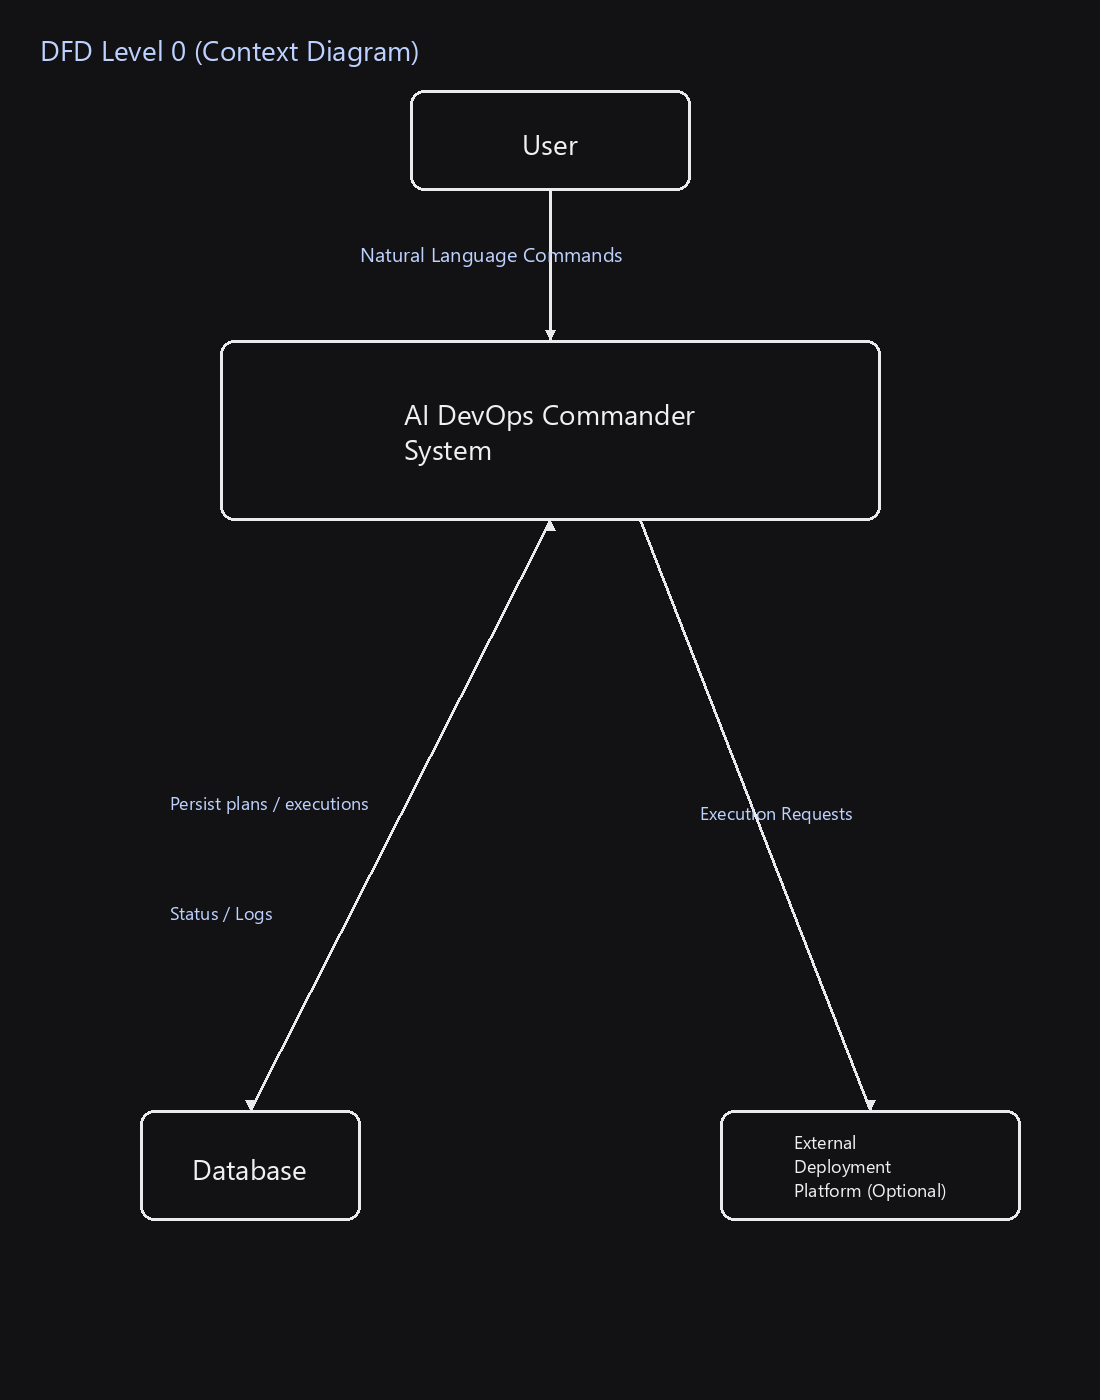 DFD Level 0 (Context Diagram)
User
Natural Language Commands
AI DevOps Commander
System
Persist plans / executions
Execution Requests
Status / Logs
Database
External
Deployment
Platform (Optional)